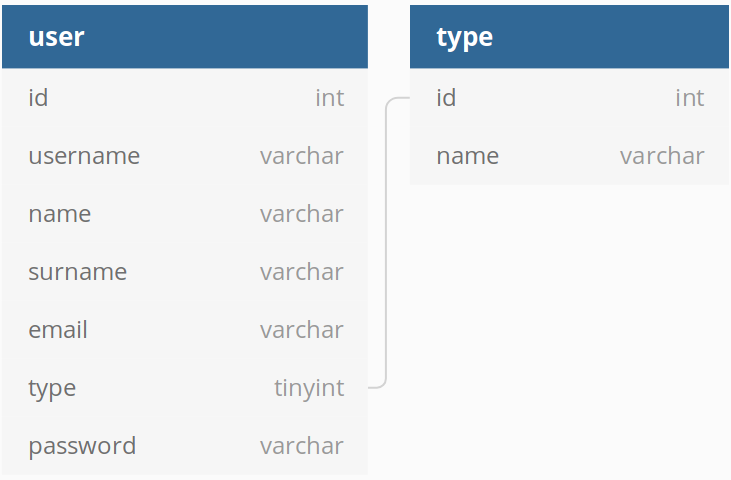 user
id int
username varchar
name varchar
surname varchar
email varchar
type tinyint
password varchar
type
id int
name varchar